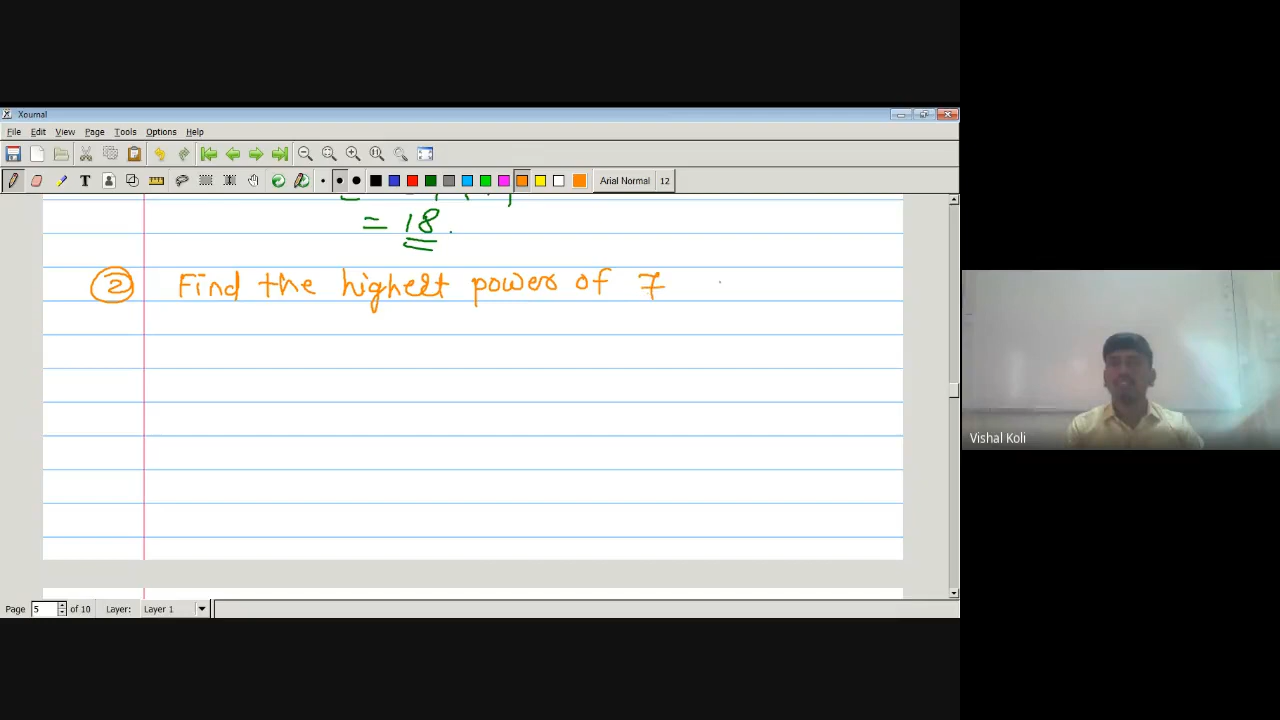 Xournal
File Edit View Page Tools Options Help
Arial Normal 12
= 18.
② Find the highest power of 7
Vishal Koli
Page 5 of 10 Layer: Layer 1